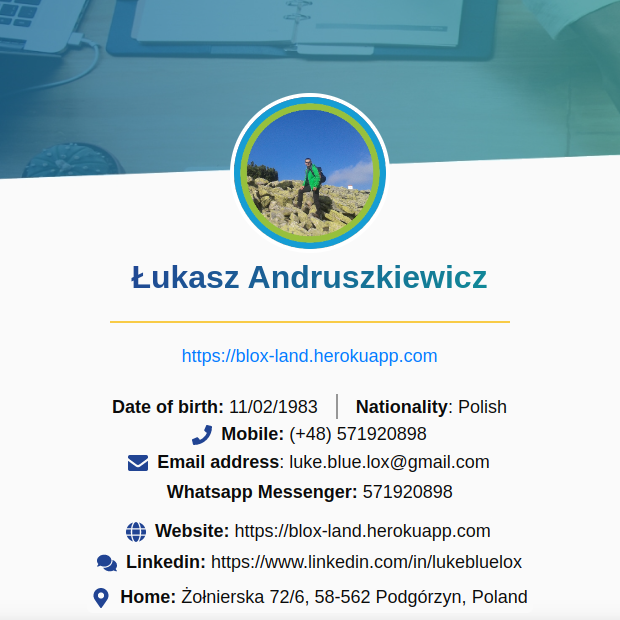 Łukasz Andruszkiewicz
https://blox-land.herokuapp.com
Date of birth: 11/02/1983 Nationality: Polish
Mobile: (+48) 571920898
Email address: luke.blue.lox@gmail.com
Whatsapp Messenger: 571920898
Website: https://blox-land.herokuapp.com
Linkedin: https://www.linkedin.com/in/lukebluelox
Home: Żołnierska 72/6, 58-562 Podgórzyn, Poland